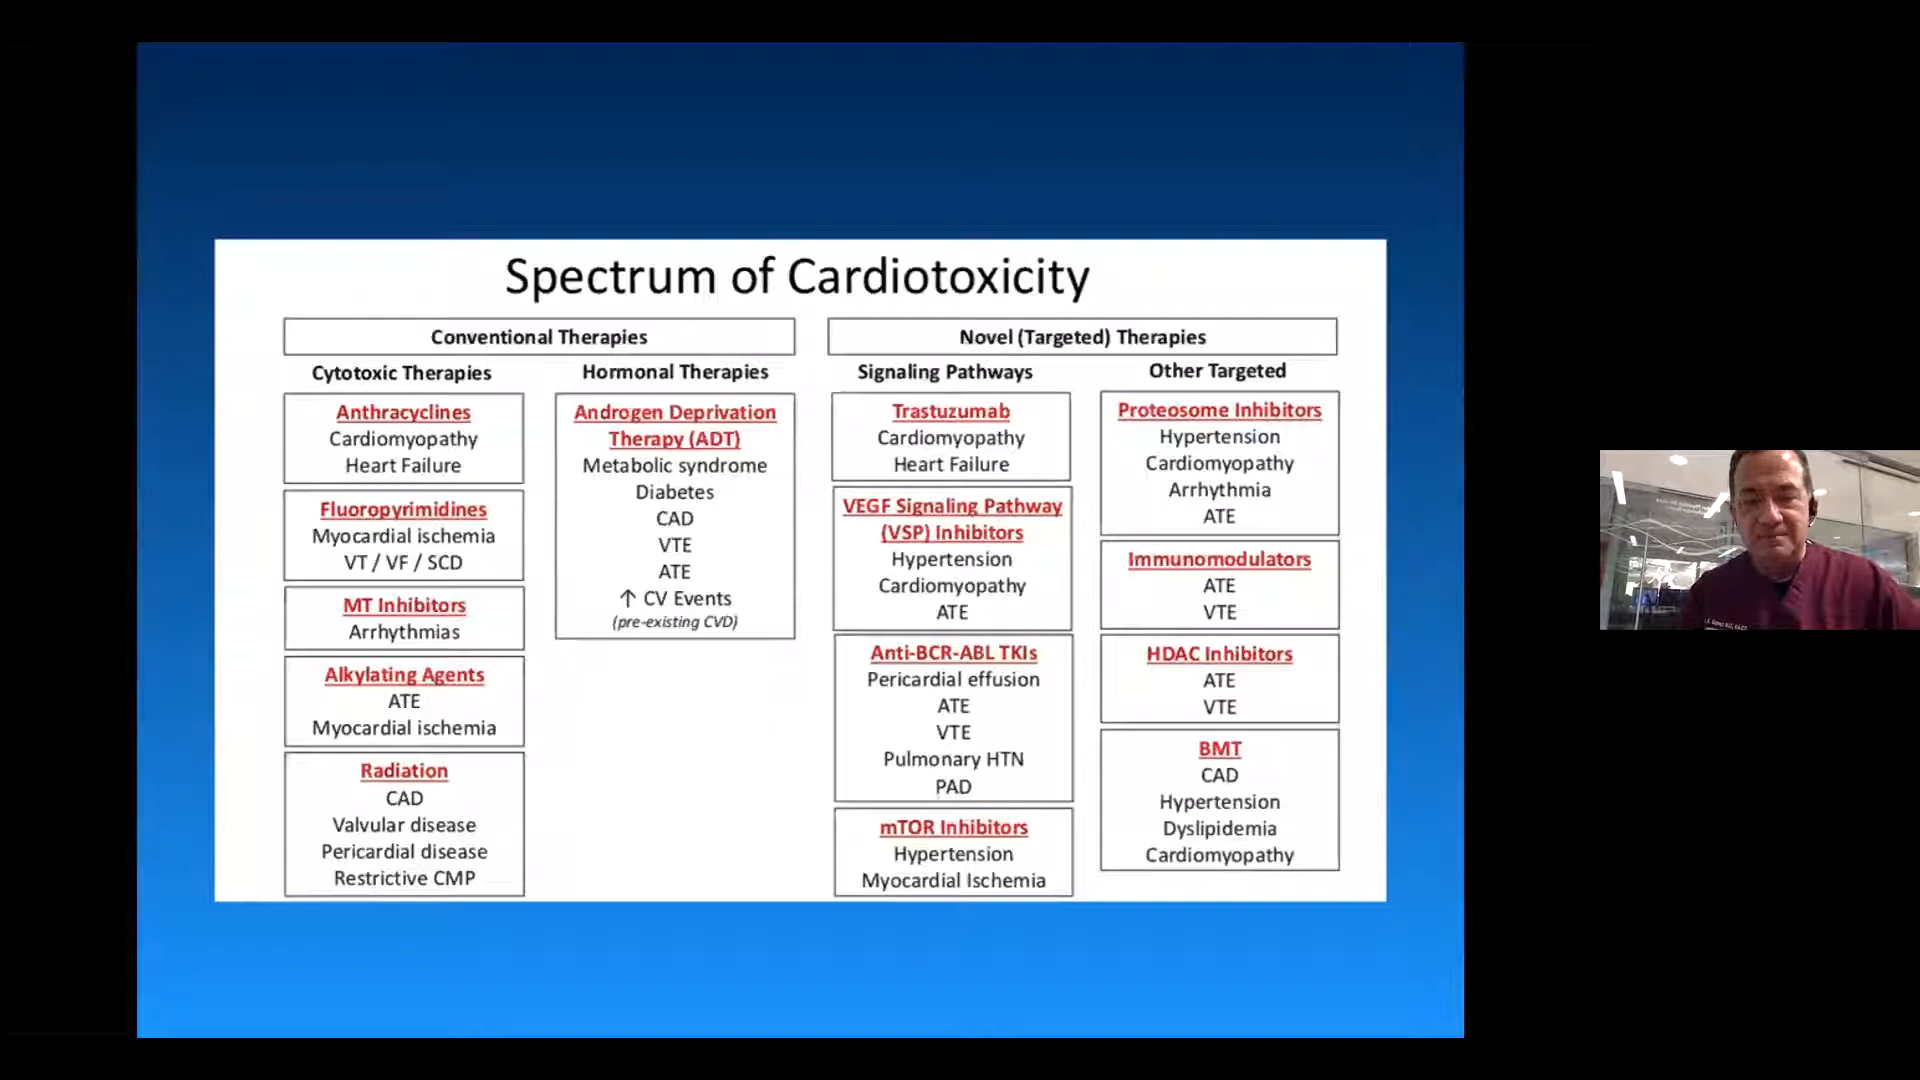 Spectrum of Cardiotoxicity
Conventional Therapies
Cytotoxic Therapies
Anthracyclines
Cardiomyopathy
Heart Failure
Fluoropyrimidines
Myocardial ischemia
VT / VF / SCD
MT Inhibitors
Arrhythmias
Alkylating Agents
ATE
Myocardial ischemia
Radiation
CAD
Valvular disease
Pericardial disease
Restrictive CMP
Hormonal Therapies
Androgen Deprivation
Therapy (ADT)
Metabolic syndrome
Diabetes
CAD
VTE
ATE
↑ CV Events
(pre-existing CVD)
Novel (Targeted) Therapies
Signaling Pathways
Trastuzumab
Cardiomyopathy
Heart Failure
VEGF Signaling Pathway
(VSP) Inhibitors
Hypertension
Cardiomyopathy
ATE
Anti-BCR-ABL TKIs
Pericardial effusion
ATE
VTE
Pulmonary HTN
PAD
mTOR Inhibitors
Hypertension
Myocardial Ischemia
Other Targeted
Proteosome Inhibitors
Hypertension
Cardiomyopathy
Arrhythmia
ATE
Immunomodulators
ATE
VTE
HDAC Inhibitors
ATE
VTE
BMT
CAD
Hypertension
Dyslipidemia
Cardiomyopathy